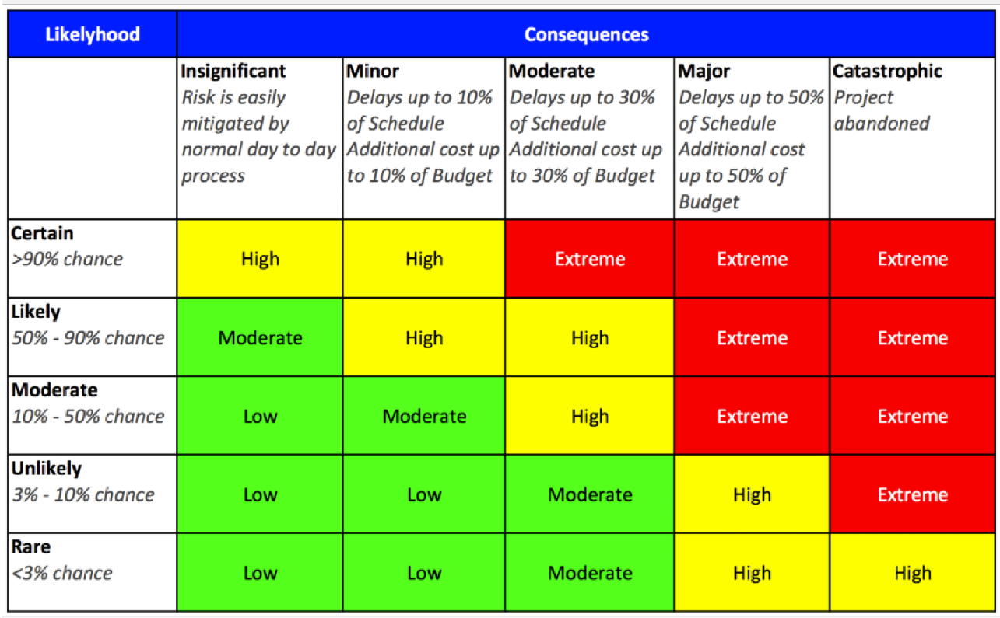 Likelyhood
Consequences
Insignificant
Risk is easily
mitigated by
normal day to day
process
Minor
Delays up to 10%
of Schedule
Additional cost up
to 10% of Budget
Moderate
Delays up to 30%
of Schedule
Additional cost up
to 30% of Budget
Major
Delays up to 50%
of Schedule
Additional cost
up to 50% of
Budget
Catastrophic
Project
abandoned
Certain
>90% chance
High
High
Extreme
Extreme
Extreme
Likely
50% - 90% chance
Moderate
High
High
Extreme
Extreme
Moderate
10% - 50% chance
Low
Moderate
High
Extreme
Extreme
Unlikely
3% - 10% chance
Low
Low
Moderate
High
Extreme
Rare
<3% chance
Low
Low
Moderate
High
High